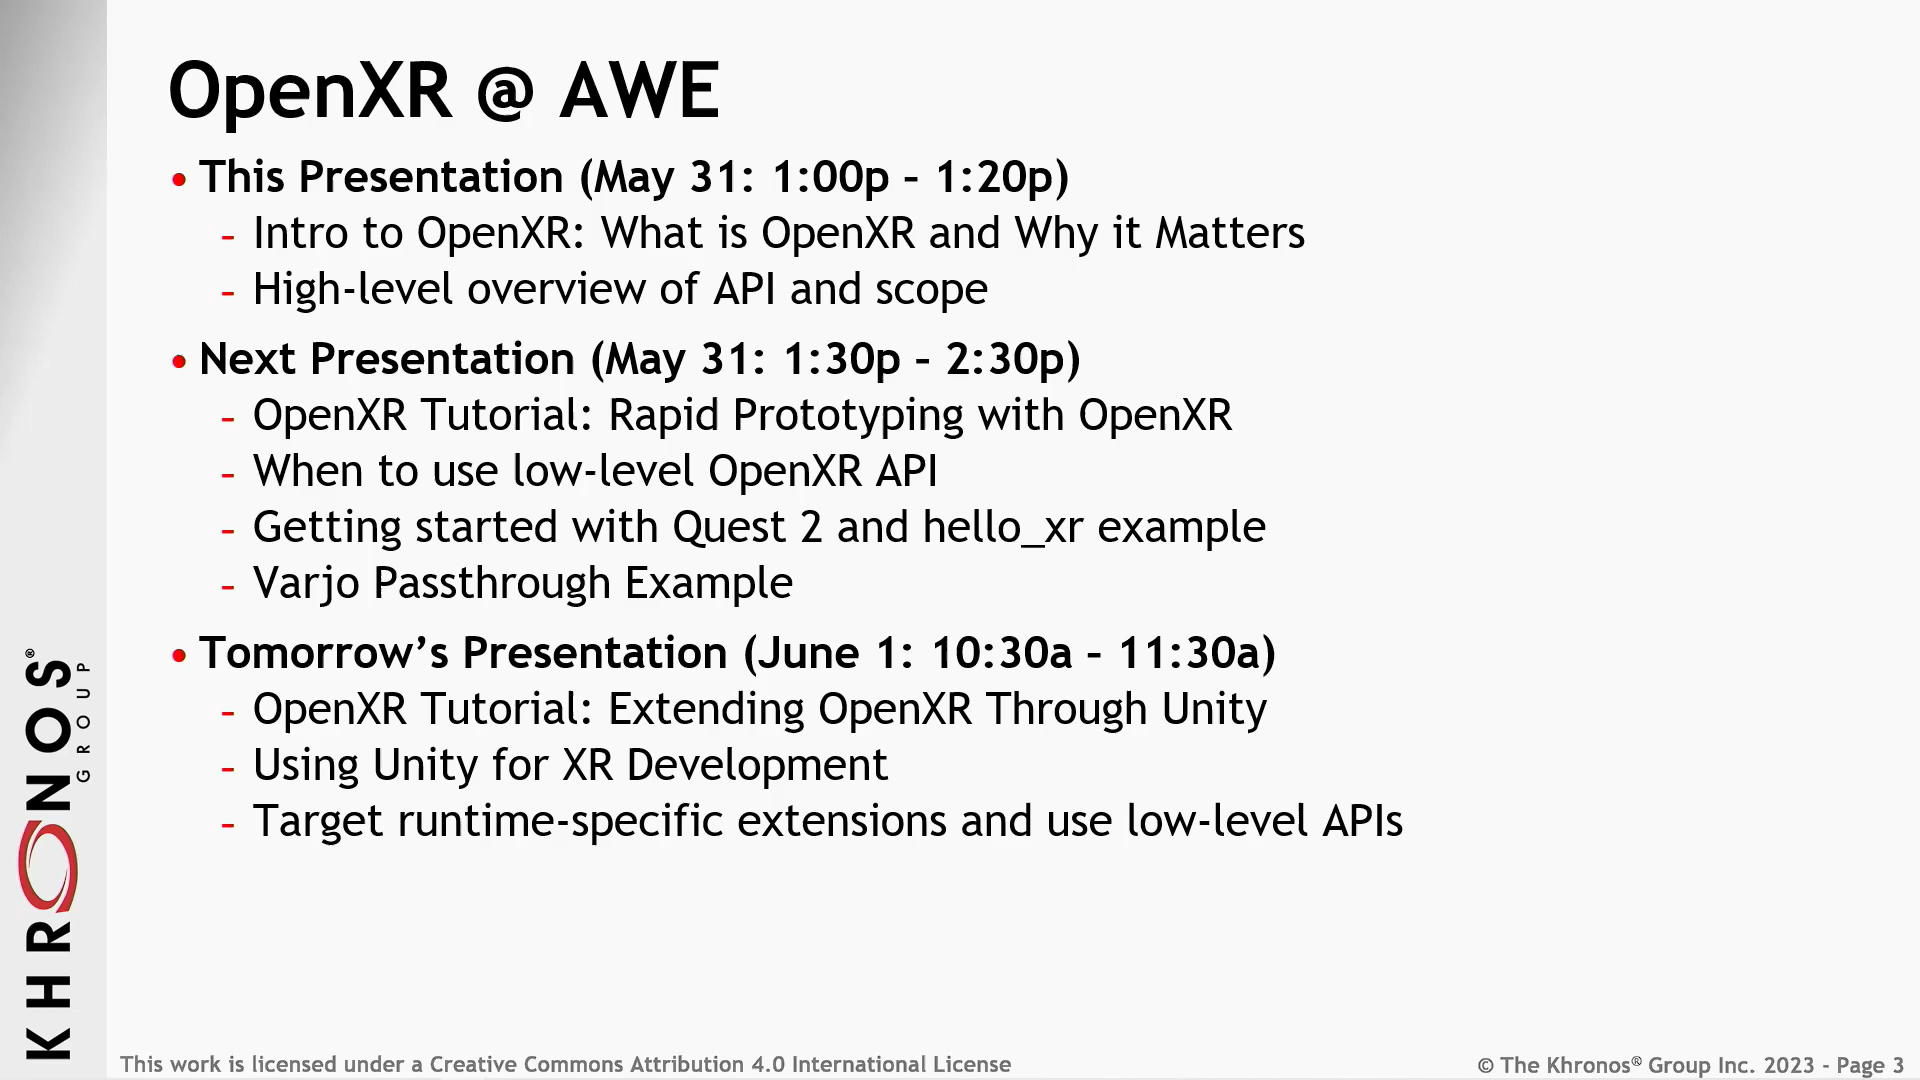 OpenXR @ AWE
• This Presentation (May 31: 1:00p – 1:20p)
– Intro to OpenXR: What is OpenXR and Why it Matters
– High-level overview of API and scope
• Next Presentation (May 31: 1:30p – 2:30p)
– OpenXR Tutorial: Rapid Prototyping with OpenXR
– When to use low-level OpenXR API
– Getting started with Quest 2 and hello_xr example
– Varjo Passthrough Example
• Tomorrow’s Presentation (June 1: 10:30a – 11:30a)
– OpenXR Tutorial: Extending OpenXR Through Unity
– Using Unity for XR Development
– Target runtime-specific extensions and use low-level APIs
KHRONOS®
GROUP
This work is licensed under a Creative Commons Attribution 4.0 International License
© The Khronos® Group Inc. 2023 - Page 3